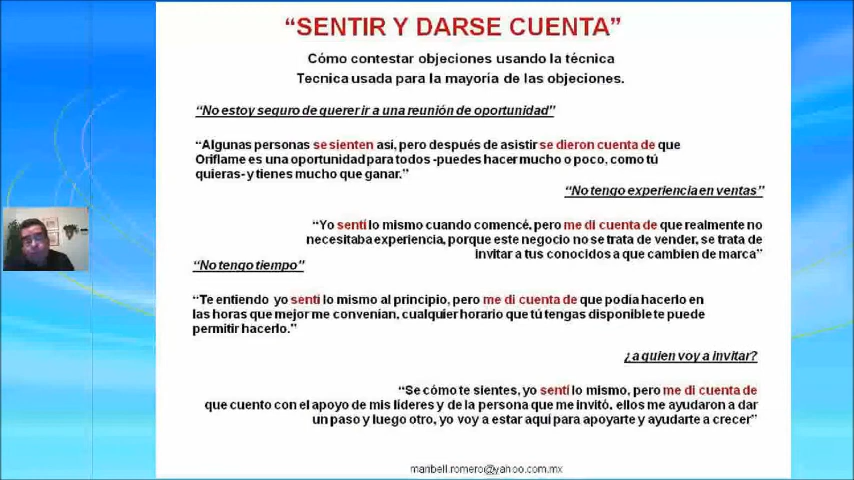 “SENTIR Y DARSE CUENTA”
Cómo contestar objeciones usando la técnica
Tecnica usada para la mayoría de las objeciones.
“No estoy seguro de querer ir a una reunión de oportunidad”
“Algunas personas se sienten así, pero después de asistir se dieron cuenta de que
Oriflame es una oportunidad para todos -puedes hacer mucho o poco, como tú
quieras- y tienes mucho que ganar.”
“No tengo experiencia en ventas”
“Yo sentí lo mismo cuando comencé, pero me di cuenta de que realmente no
necesitaba experiencia, porque este negocio no se trata de vender, se trata de
invitar a tus conocidos a que cambien de marca”
“No tengo tiempo”
“Te entiendo yo sentí lo mismo al principio, pero me di cuenta de que podía hacerlo en
las horas que mejor me convenían, cualquier horario que tú tengas disponible te puede
permitir hacerlo.”
¿a quien voy a invitar?
“Se cómo te sientes, yo sentí lo mismo, pero me di cuenta de
que cuento con el apoyo de mis líderes y de la persona que me invitó, ellos me ayudaron a dar
un paso y luego otro, yo voy a estar aquí para apoyarte y ayudarte a crecer”
maribell.romero@yahoo.com.mx